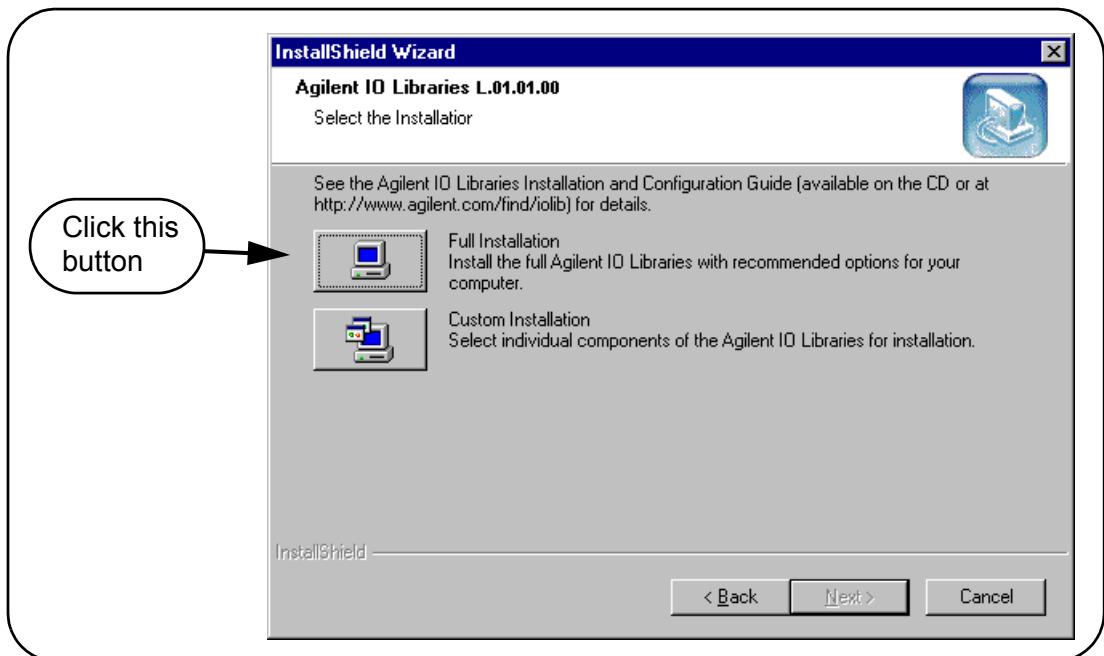 InstallShield Wizard
Agilent IO Libraries L.01.01.00
Select the Installatior
See the Agilent IO Libraries Installation and Configuration Guide (available on the CD or at
http://www.agilent.com/find/iolib) for details.
Click this
button
Full Installation
Install the full Agilent IO Libraries with recommended options for your
computer.
Custom Installation
Select individual components of the Agilent IO Libraries for installation.
InstallShield
< Back
Next >
Cancel